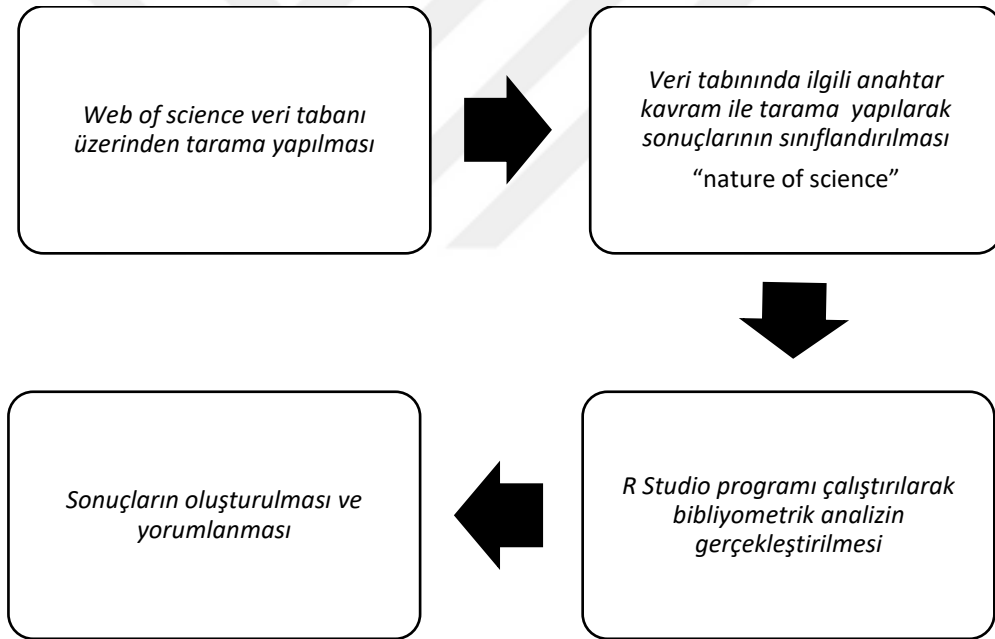 Web of science veri tabanı
üzerinden tarama yapılması
Veri tabınında ilgili anahtar
kavram ile tarama yapılarak
sonuçlarının sınıflandırılması
“nature of science”
R Studio programı çalıştırılarak
bibliyometrik analizin
gerçekleştirilmesi
Sonuçların oluşturulması ve
yorumlanması